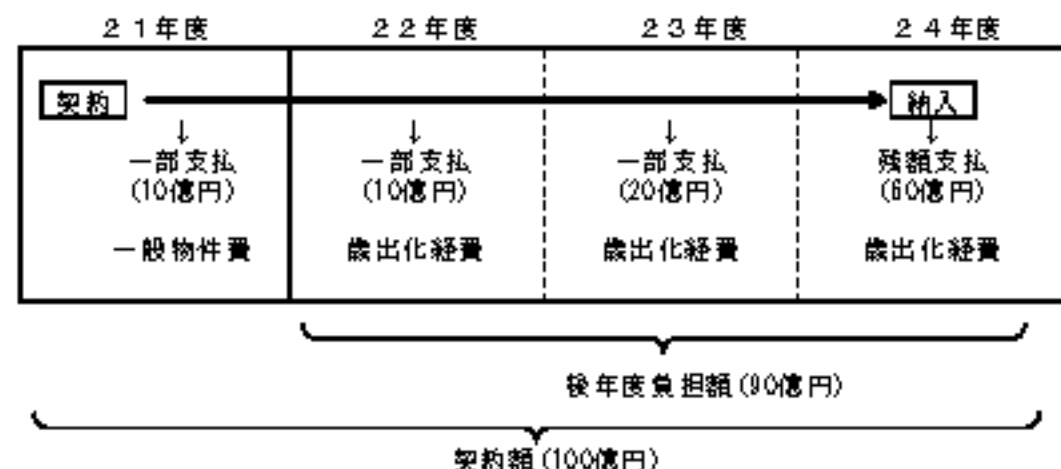 ２１年度 ２２年度 ２３年度 ２４年度
契約 納入
↓ ↓ ↓ ↓
一部支払 一部支払 一部支払 残額支払
(10億円) (10億円) (20億円) (60億円)
一般物件費 歳出化経費 歳出化経費 歳出化経費
後年度負担額(90億円)
契約額(100億円)